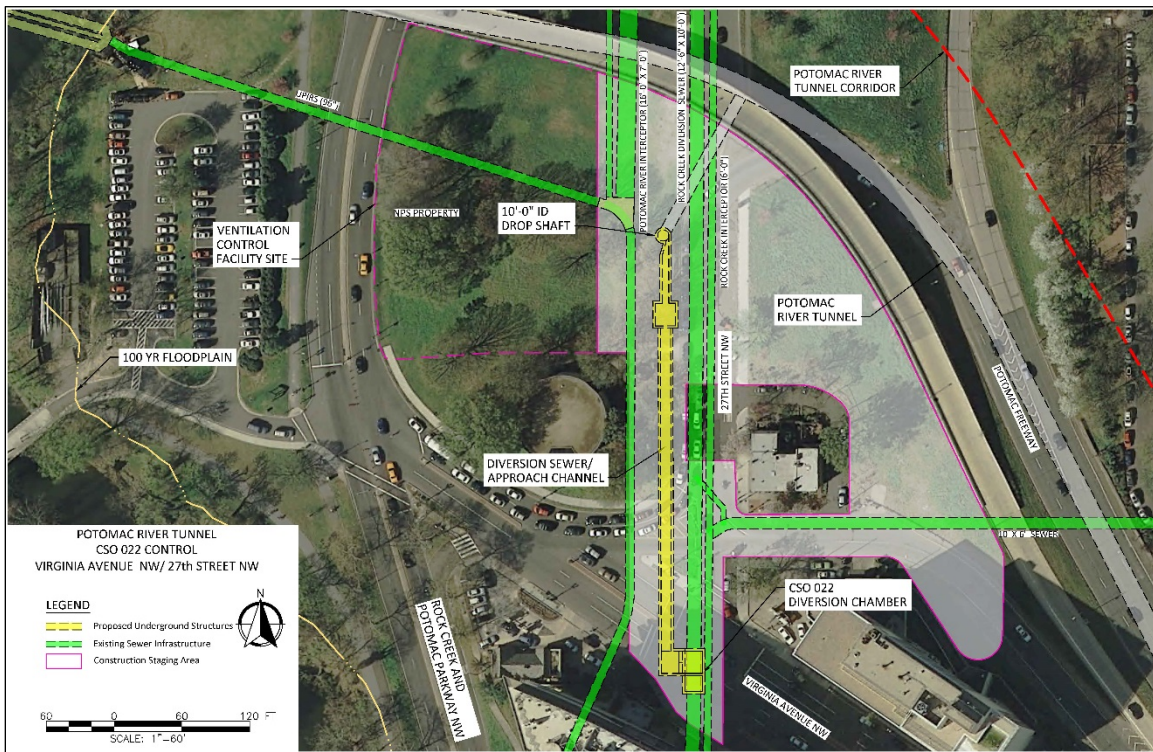 POTOMAC RIVER
TUNNEL CORRIDOR
JPIRS (96")
POTOMAC RIVER INTERCEPTOR (16'-0" X 7'-0')
ROCK CREEK DIVERSION SEWER (12'-6" X 10'-0")
ROCK CREEK INTERCEPTOR (6'-0")
NPS PROPERTY
10'-0" ID
DROP SHAFT
VENTILATION
CONTROL
FACILITY SITE
POTOMAC
RIVER TUNNEL
100 YR FLOODPLAIN
27TH STREET NW
POTOMAC FREEWAY
DIVERSION SEWER/
APPROACH CHANNEL
10' X 6' SEWER
CSO 022
DIVERSION CHAMBER
ROCK CREEK AND
POTOMAC PARKWAY NW
VIRGINIA AVENUE NW
POTOMAC RIVER TUNNEL
CSO 022 CONTROL
VIRGINIA AVENUE NW/ 27th STREET NW
LEGEND
N
Proposed Underground Structures
Existing Sewer Infrastructure
Construction Staging Area
60 0 60 120 F
SCALE: 1"-60'